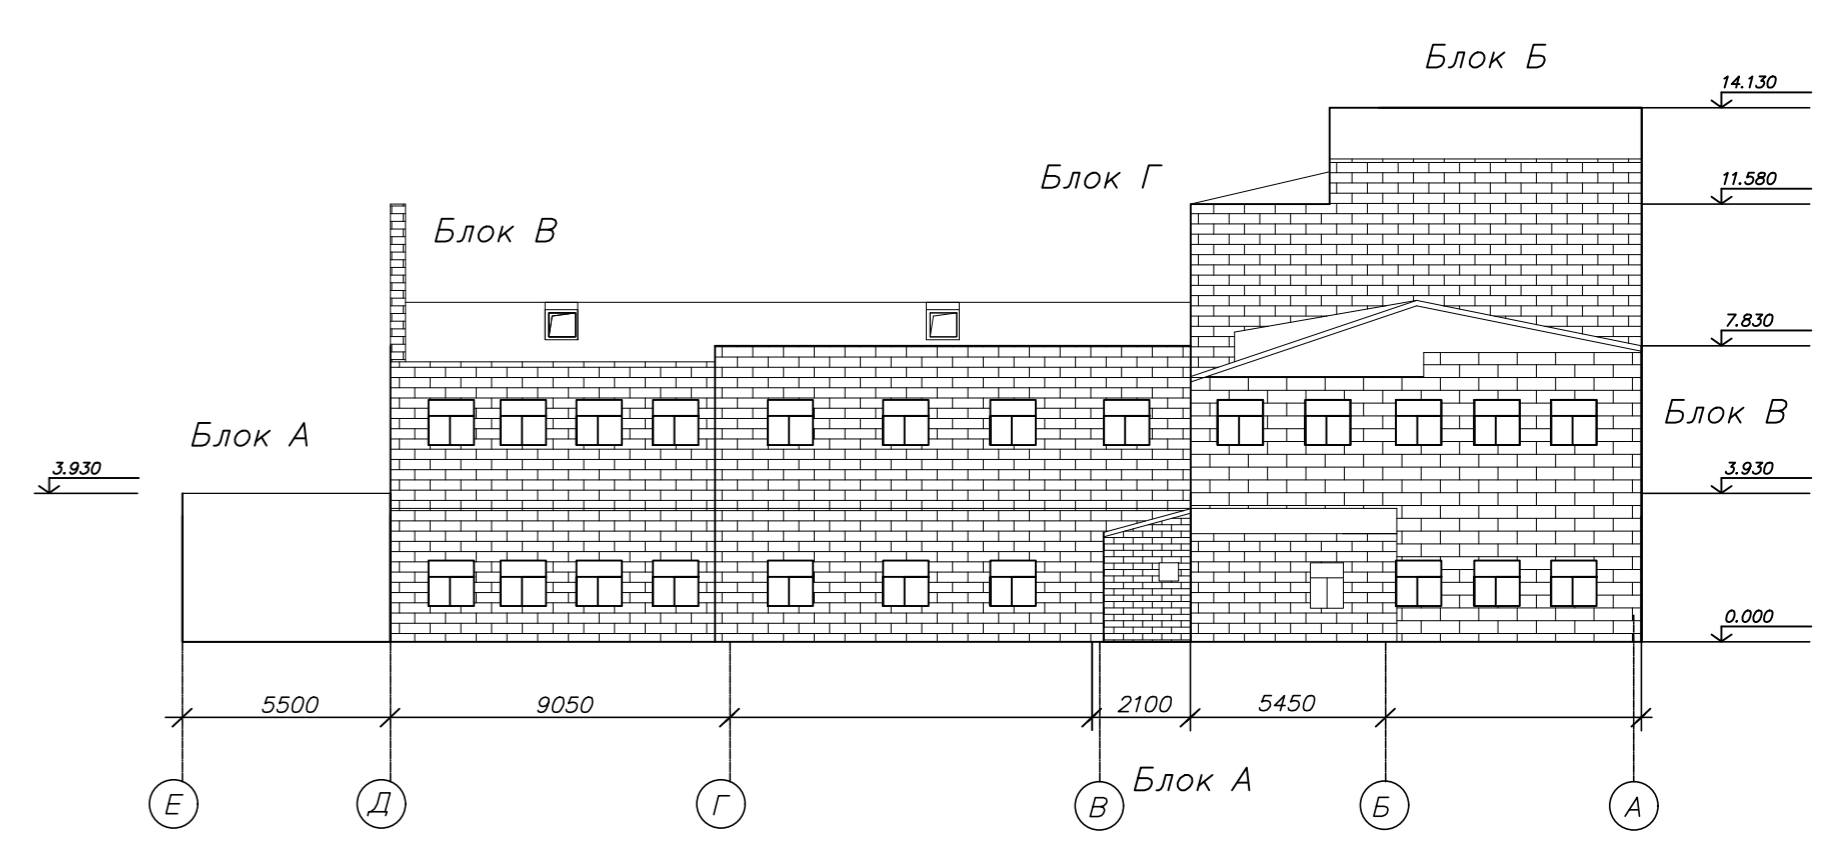 Блок Б
14.130
Блок Г
11.580
Блок В
7.830
Блок А
Блок В
3.930
3.930
0.000
5500
9050
2100
5450
Блок А
Е
Д
Г
В
Б
А